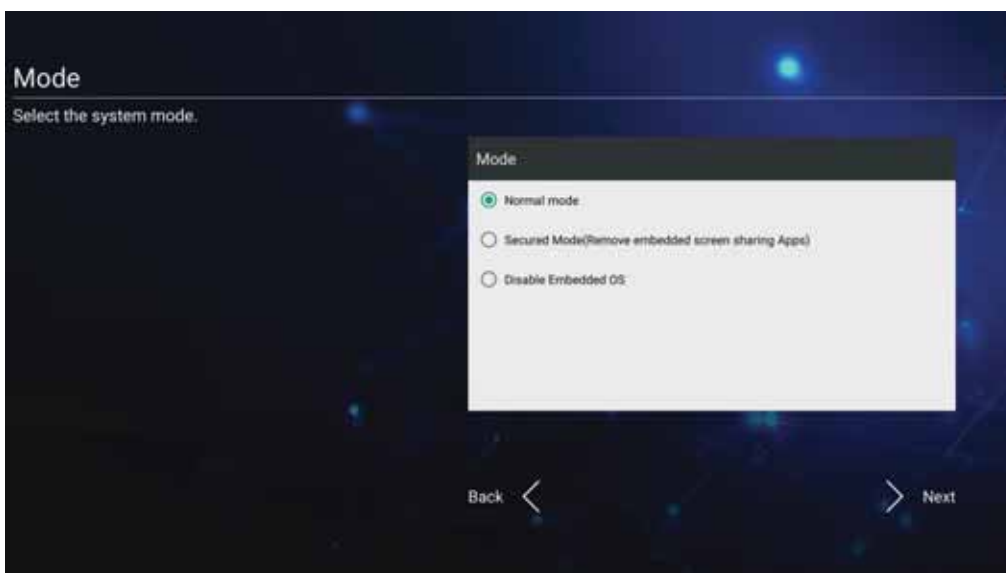 Mode
Select the system mode.
Mode
Normal mode
Secured Mode(Remove embedded screen sharing Apps)
Disable Embedded OS
Back
Next